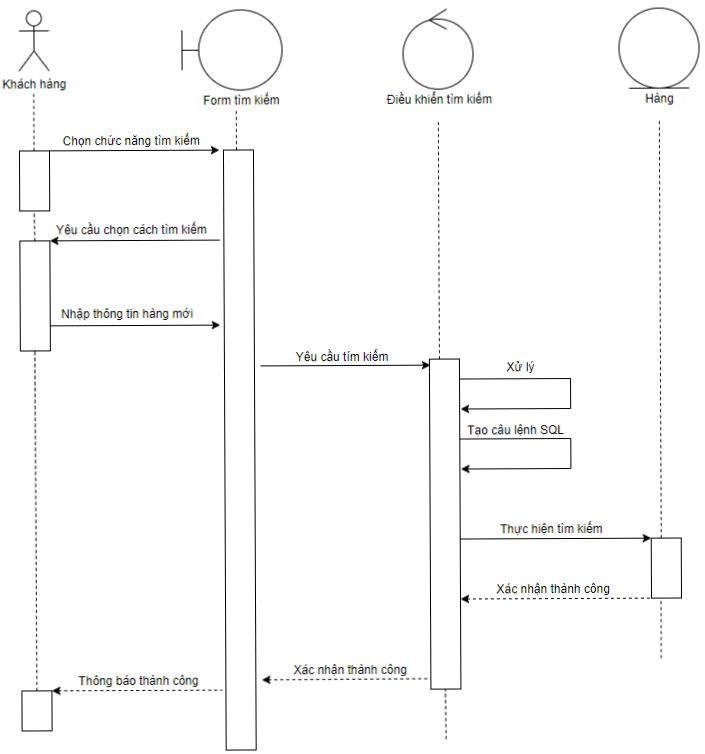 Khách hàng
Form tìm kiếm
Điều khiển tìm kiếm
Hàng
Chọn chức năng tìm kiếm
Yêu cầu chọn cách tìm kiếm
Nhập thông tin hàng mới
Yêu cầu tím kiếm
Xử lý
Tạo câu lệnh SQL
Thực hiện tìm kiếm
Xác nhận thành công
Xác nhận thành công
Thông báo thành công